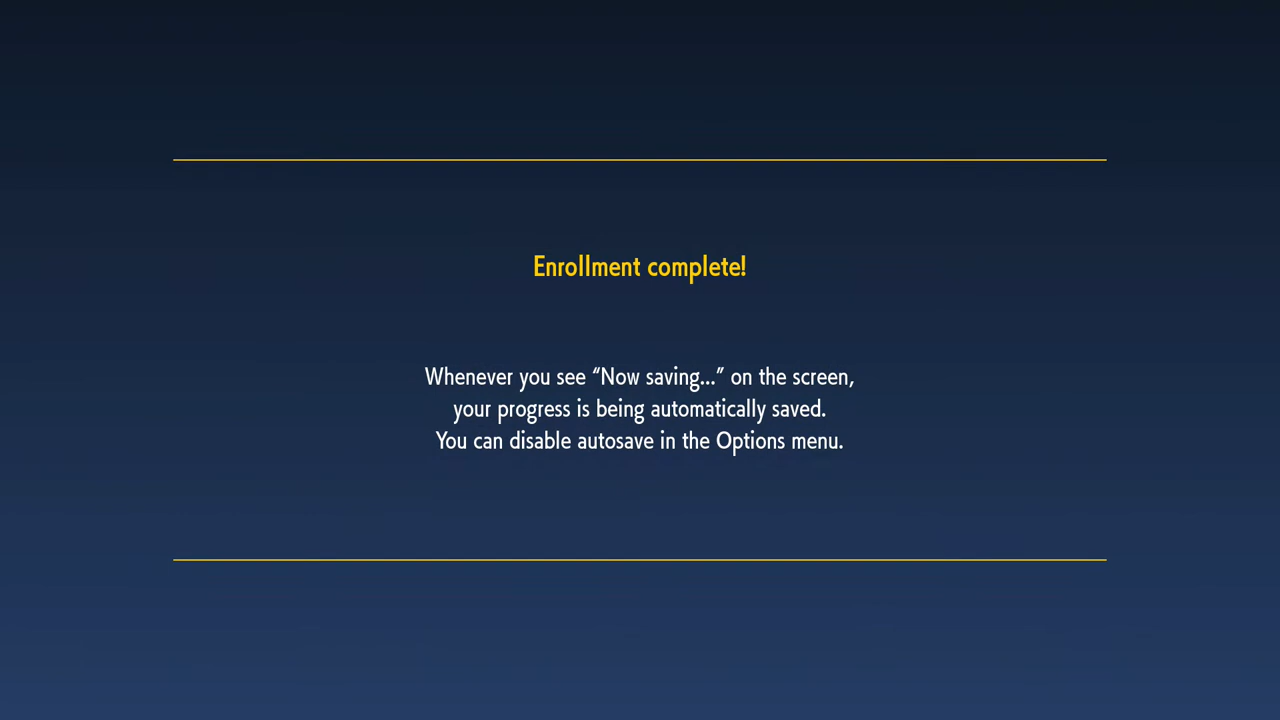 Enrollment complete!
Whenever you see “Now saving...” on the screen,
your progress is being automatically saved.
You can disable autosave in the Options menu.